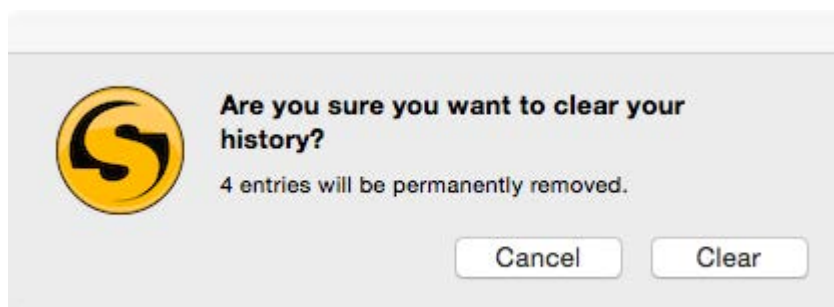 Are you sure you want to clear your
history?
4 entries will be permanently removed.
Cancel Clear